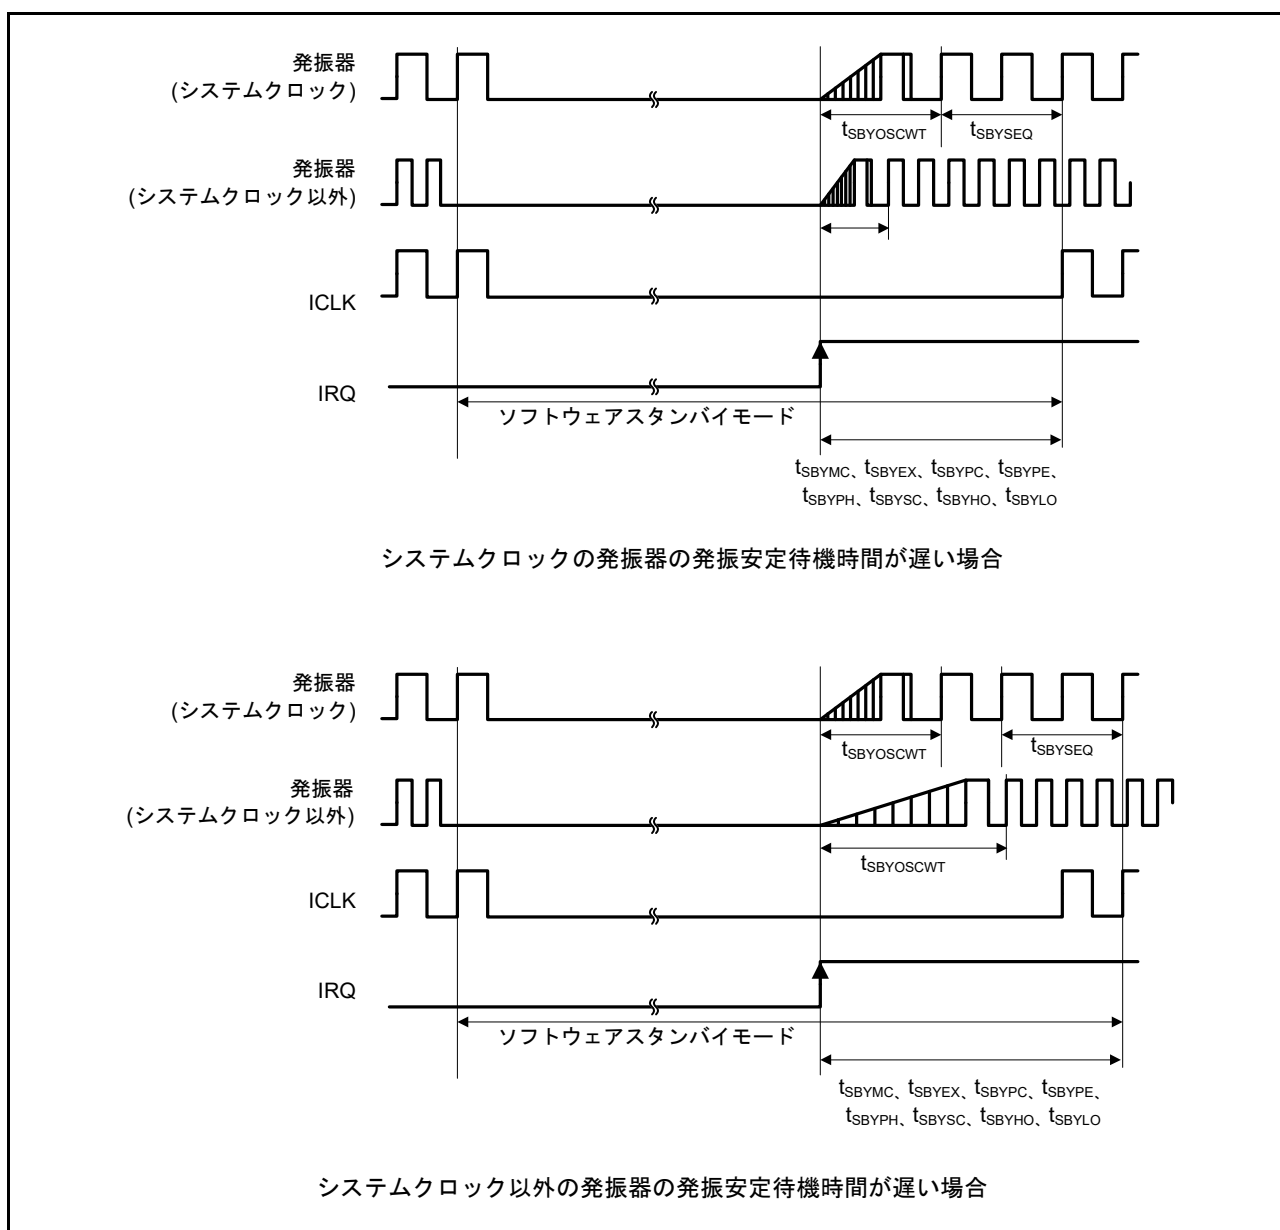 発振器
(システムクロック)
tSBYOSCWT
tSBYSEQ
発振器
(システムクロック以外)
ICLK
IRQ
ソフトウェアスタンバイモード
tSBYMC、tSBYEX、tSBYPC、tSBYPE、
tSBYPH、tSBYSC、tSBYHO、tSBYLO
システムクロックの発振器の発振安定待機時間が遅い場合
発振器
(システムクロック)
tSBYOSCWT
tSBYSEQ
発振器
(システムクロック以外)
tSBYOSCWT
ICLK
IRQ
ソフトウェアスタンバイモード
tSBYMC、tSBYEX、tSBYPC、tSBYPE、
tSBYPH、tSBYSC、tSBYHO、tSBYLO
システムクロック以外の発振器の発振安定待機時間が遅い場合